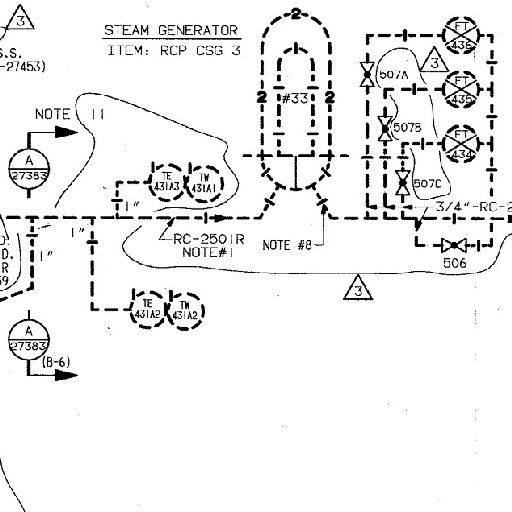 3
S.S.
-27453)
STEAM GENERATOR
ITEM: RCP CSG 3
2
2
2
#33
FT
436
3
507A
FT
435
507B
FT
434
507C
NOTE 11
A
27383
TE
431A3
TW
431A1
1"
1"
1"
3/4"-RC-2
RC-2501R
NOTE#1
NOTE #8
506
D.
R
59
3
TE
431A2
TW
431A2
A
27383
(B-6)